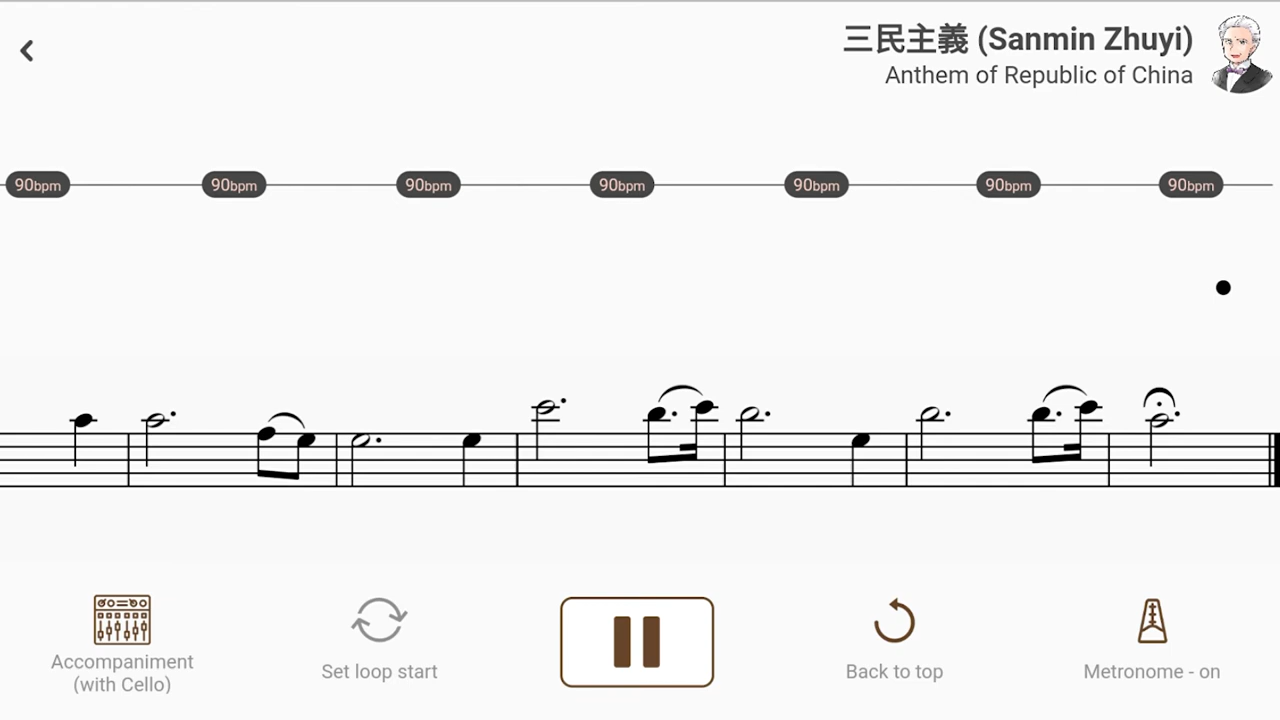 三民主義 (Sanmin Zhuyi)
Anthem of Republic of China
90bpm 90bpm 90bpm 90bpm 90bpm 90bpm 90bpm
Accompaniment
(with Cello)
Set loop start
Back to top
Metronome - on